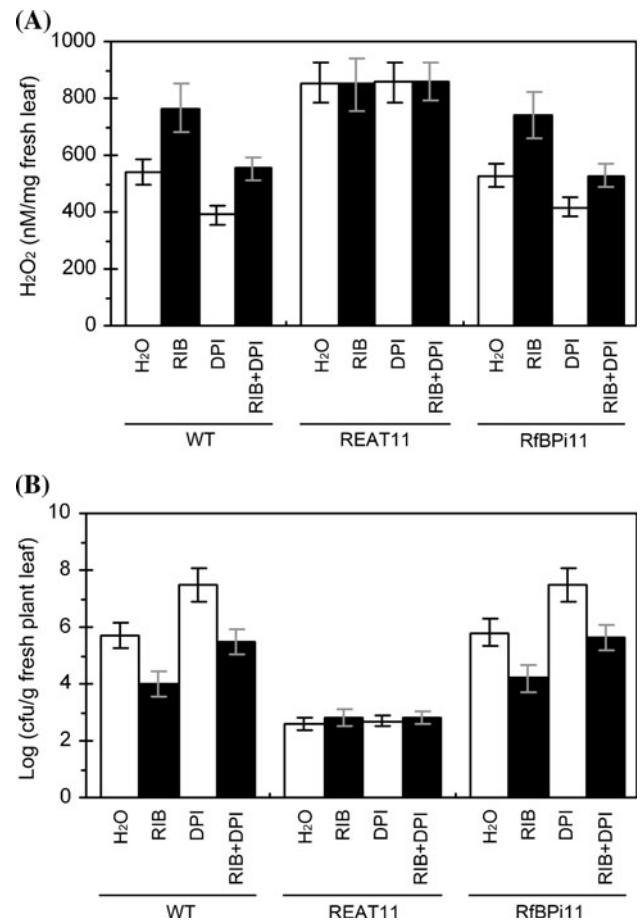 (A)
H₂O₂ (nM/mg fresh leaf)
1000
800
600
400
200
0
H₂O
RIB
DPI
RIB+DPI
H₂O
RIB
DPI
RIB+DPI
H₂O
RIB
DPI
RIB+DPI
WT
REAT11
RfBPi11
(B)
Log (cfu/g fresh plant leaf)
10
8
6
4
2
0
H₂O
RIB
DPI
RIB+DPI
H₂O
RIB
DPI
RIB+DPI
H₂O
RIB
DPI
RIB+DPI
WT
REAT11
RfBPi11